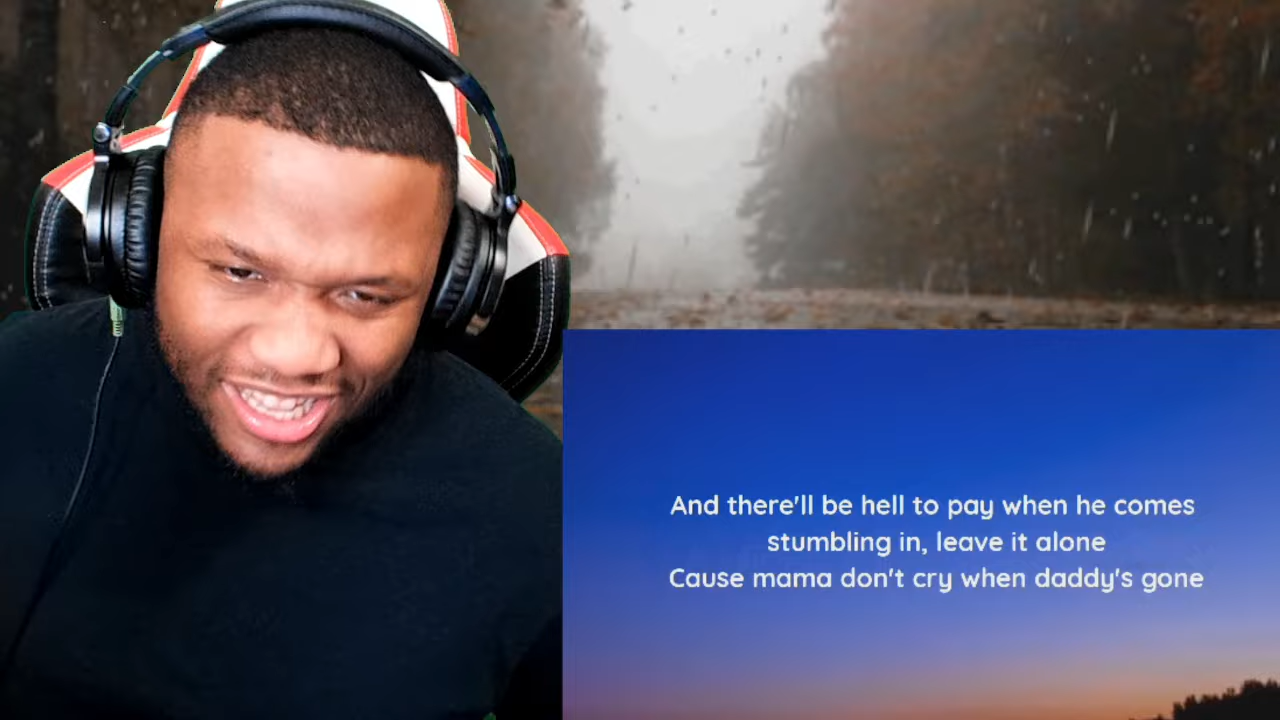 And there'll be hell to pay when he comes
stumbling in, leave it alone
Cause mama don't cry when daddy's gone